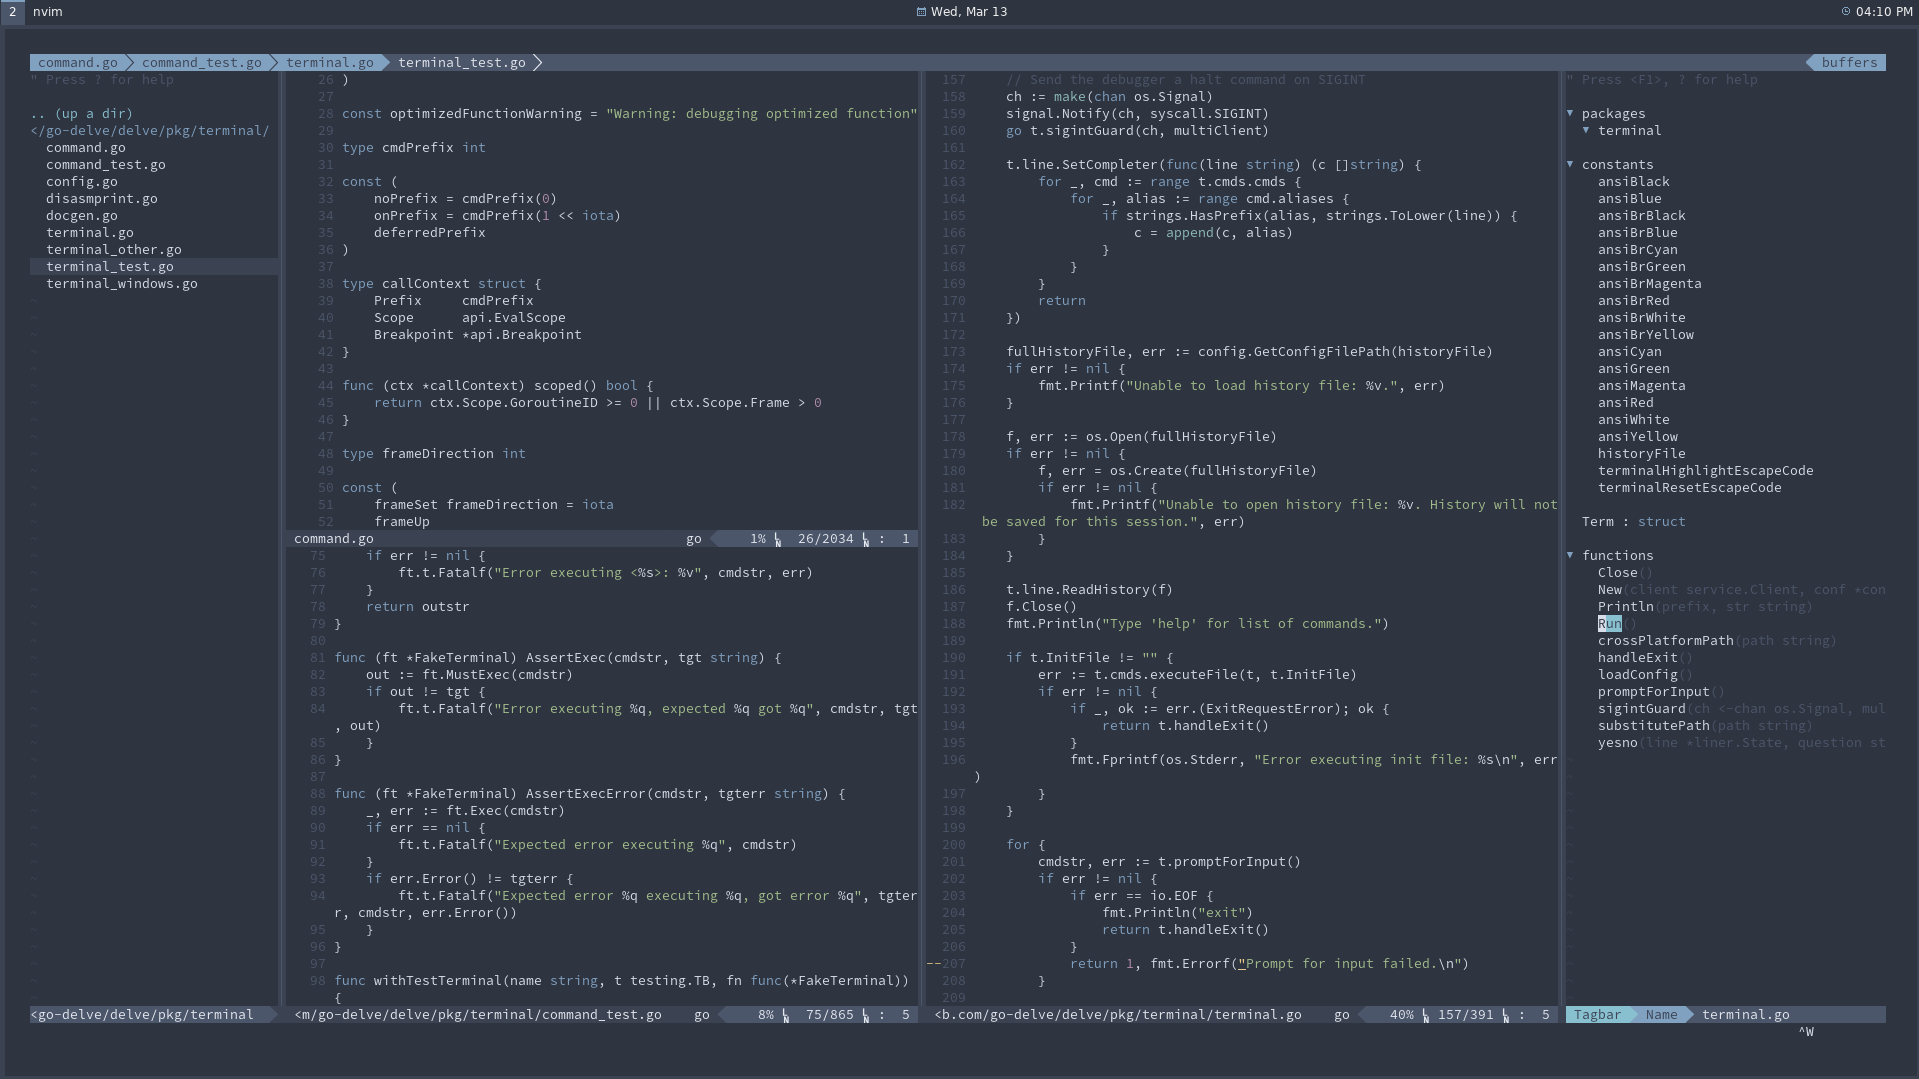 2 nvim Wed, Mar 13 04:10 PM
command.go command_test.go terminal.go terminal_test.go buffers
" Press ? for help
.. (up a dir)
</go-delve/delve/pkg/terminal/
command.go
command_test.go
config.go
disasmprint.go
docgen.go
terminal.go
terminal_other.go
terminal_test.go
terminal_windows.go
<go-delve/delve/pkg/terminal
26 )
27
28 const optimizedFunctionWarning = "Warning: debugging optimized function"
29
30 type cmdPrefix int
31
32 const (
33     noPrefix = cmdPrefix(0)
34     onPrefix = cmdPrefix(1 << iota)
35     deferredPrefix
36 )
37
38 type callContext struct {
39     Prefix     cmdPrefix
40     Scope      api.EvalScope
41     Breakpoint *api.Breakpoint
42 }
43
44 func (ctx *callContext) scoped() bool {
45     return ctx.Scope.GoroutineID >= 0 || ctx.Scope.Frame > 0
46 }
47
48 type frameDirection int
49
50 const (
51     frameSet frameDirection = iota
52     frameUp
command.go go 1% 26/2034 : 1
75     if err != nil {
76         ft.t.Fatalf("Error executing <%s>: %v", cmdstr, err)
77     }
78     return outstr
79 }
80
81 func (ft *FakeTerminal) AssertExec(cmdstr, tgt string) {
82     out := ft.MustExec(cmdstr)
83     if out != tgt {
84         ft.t.Fatalf("Error executing %q, expected %q got %q", cmdstr, tgt
, out)
85     }
86 }
87
88 func (ft *FakeTerminal) AssertExecError(cmdstr, tgterr string) {
89     _, err := ft.Exec(cmdstr)
90     if err == nil {
91         ft.t.Fatalf("Expected error executing %q", cmdstr)
92     }
93     if err.Error() != tgterr {
94         ft.t.Fatalf("Expected error %q executing %q, got error %q", tgter
r, cmdstr, err.Error())
95     }
96 }
97
98 func withTestTerminal(name string, t testing.TB, fn func(*FakeTerminal))
{
<m/go-delve/delve/pkg/terminal/command_test.go go 8% 75/865 : 5
157     // Send the debugger a halt command on SIGINT
158     ch := make(chan os.Signal)
159     signal.Notify(ch, syscall.SIGINT)
160     go t.sigintGuard(ch, multiClient)
161
162     t.line.SetCompleter(func(line string) (c []string) {
163         for _, cmd := range t.cmds.cmds {
164             for _, alias := range cmd.aliases {
165                 if strings.HasPrefix(alias, strings.ToLower(line)) {
166                     c = append(c, alias)
167                 }
168             }
169         }
170         return
171     })
172
173     fullHistoryFile, err := config.GetConfigFilePath(historyFile)
174     if err != nil {
175         fmt.Printf("Unable to load history file: %v.", err)
176     }
177
178     f, err := os.Open(fullHistoryFile)
179     if err != nil {
180         f, err = os.Create(fullHistoryFile)
181         if err != nil {
182             fmt.Printf("Unable to open history file: %v. History will not
be saved for this session.", err)
183         }
184     }
185
186     t.line.ReadHistory(f)
187     f.Close()
188     fmt.Println("Type 'help' for list of commands.")
189
190     if t.InitFile != "" {
191         err := t.cmds.executeFile(t, t.InitFile)
192         if err != nil {
193             if _, ok := err.(ExitRequestError); ok {
194                 return t.handleExit()
195             }
196             fmt.Fprintf(os.Stderr, "Error executing init file: %s\n", err
)
197         }
198     }
199
200     for {
201         cmdstr, err := t.promptForInput()
202         if err != nil {
203             if err == io.EOF {
204                 fmt.Println("exit")
205                 return t.handleExit()
206             }
--207             return 1, fmt.Errorf("Prompt for input failed.\n")
208         }
209
<b.com/go-delve/delve/pkg/terminal/terminal.go go 40% 157/391 : 5
" Press <F1>, ? for help
▼ packages
▼ terminal
▼ constants
ansiBlack
ansiBlue
ansiBrBlack
ansiBrBlue
ansiBrCyan
ansiBrGreen
ansiBrMagenta
ansiBrRed
ansiBrWhite
ansiBrYellow
ansiCyan
ansiGreen
ansiMagenta
ansiRed
ansiWhite
ansiYellow
historyFile
terminalHighlightEscapeCode
terminalResetEscapeCode
Term : struct
▼ functions
Close()
New(client service.Client, conf *con
Println(prefix, str string)
Run()
crossPlatformPath(path string)
handleExit()
loadConfig()
promptForInput()
sigintGuard(ch <-chan os.Signal, mul
substitutePath(path string)
yesno(line *liner.State, question st
Tagbar Name terminal.go
^W